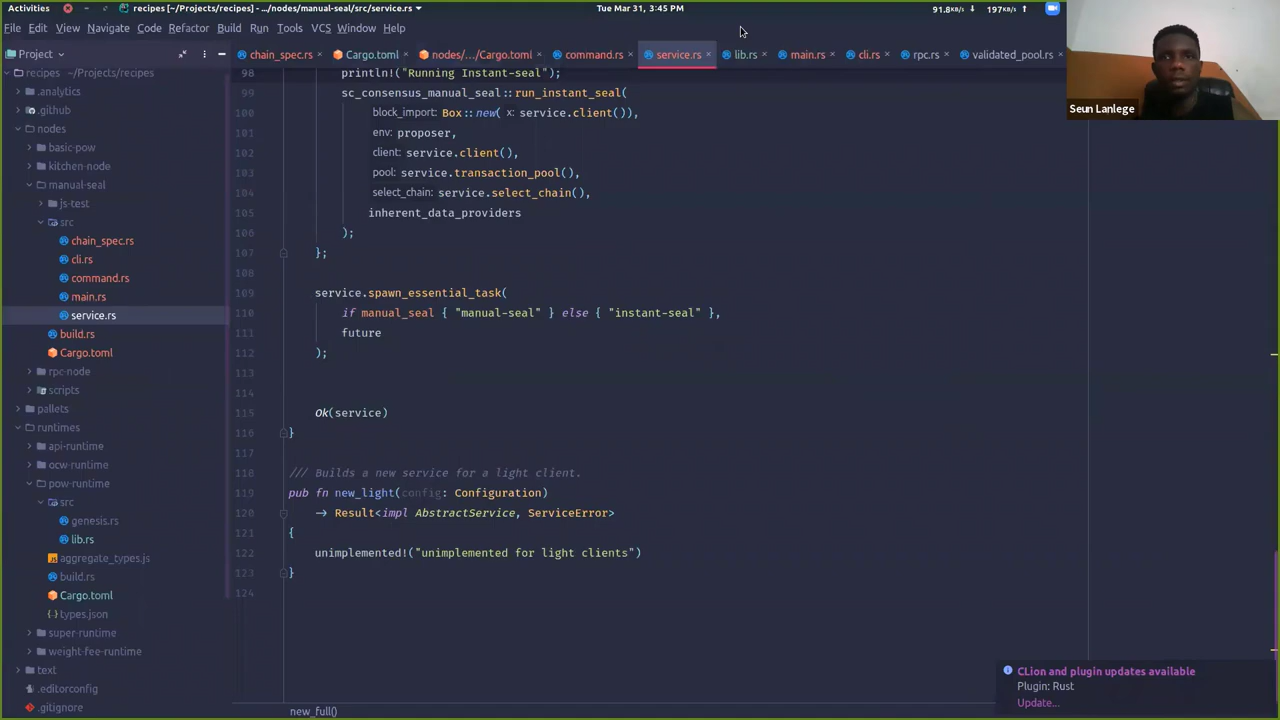 Activities
recipes [~/Projects/recipes] - .../nodes/manual-seal/src/service.rs
Tue Mar 31, 3:45 PM
91.8KB/s ↓ 197KB/s ↑
File Edit View Navigate Code Refactor Build Run Tools VCS Window Help
Project
chain_spec.rs × Cargo.toml × nodes/.../Cargo.toml × command.rs × service.rs × lib.rs × main.rs × cli.rs × rpc.rs × validated_pool.rs ×
Seun Lanlege
recipes ~/Projects/recipes
.analytics
.github
nodes
basic-pow
kitchen-node
manual-seal
js-test
src
chain_spec.rs
cli.rs
command.rs
main.rs
service.rs
build.rs
Cargo.toml
rpc-node
scripts
pallets
runtimes
api-runtime
ocw-runtime
pow-runtime
src
genesis.rs
lib.rs
aggregate_types.js
build.rs
Cargo.toml
types.json
super-runtime
weight-fee-runtime
text
.editorconfig
.gitignore
98 println!("Running Instant-seal");
99 sc_consensus_manual_seal::run_instant_seal(
100 block_import: Box::new( x: service.client()),
101 env: proposer,
102 client: service.client(),
103 pool: service.transaction_pool(),
104 select_chain: service.select_chain(),
105 inherent_data_providers
106 );
107 };
108
109 service.spawn_essential_task(
110 if manual_seal { "manual-seal" } else { "instant-seal" },
111 future
112 );
113
114
115 Ok(service)
116 }
117
118 /// Builds a new service for a light client.
119 pub fn new_light(config: Configuration)
120 → Result<impl AbstractService, ServiceError>
121 {
122 unimplemented!("unimplemented for light clients")
123 }
124
new_full()
CLion and plugin updates available
Plugin: Rust
Update...